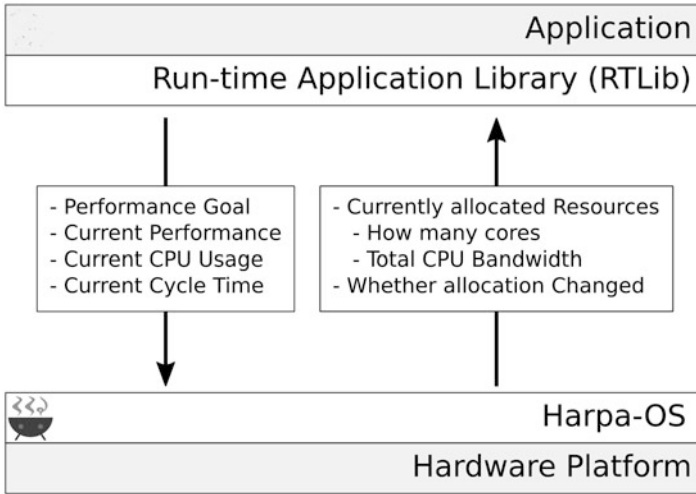 Application
Run-time Application Library (RTLib)
- Performance Goal
- Current Performance
- Current CPU Usage
- Current Cycle Time
- Currently allocated Resources
- How many cores
- Total CPU Bandwidth
- Whether allocation Changed
Harpa-OS
Hardware Platform